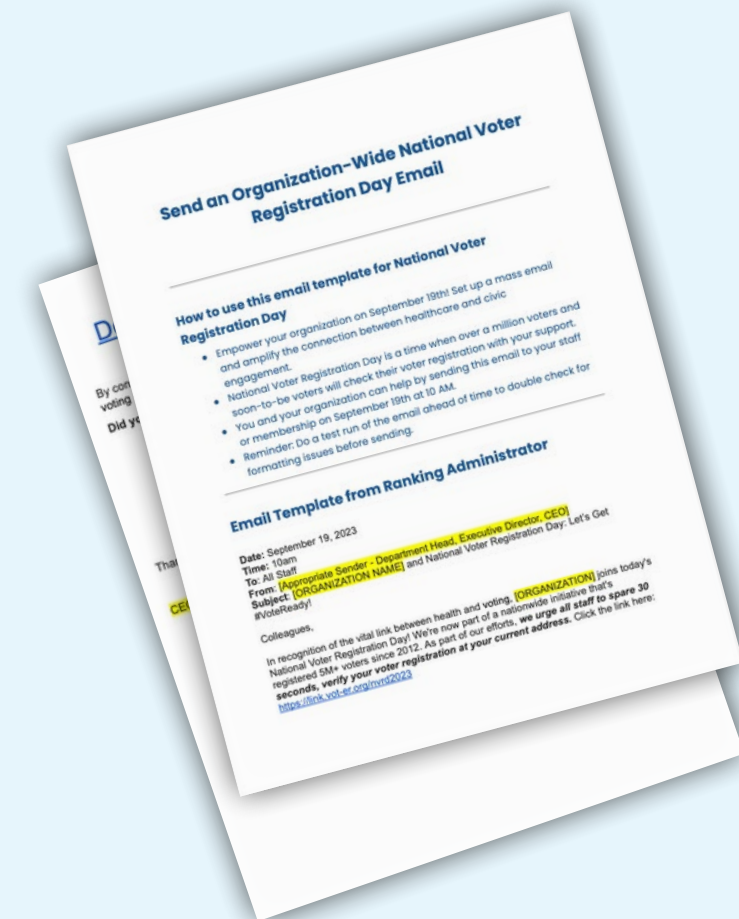 Send an Organization-Wide National Voter
Registration Day Email
How to use this email template for National Voter
Registration Day
• Empower your organization on September 19th! Set up a mass email
and amplify the connection between healthcare and civic
engagement.
• National Voter Registration Day is a time when over a million voters and
soon-to-be voters will check their voter registration with your support.
• You and your organization can help by sending this email to your staff
or membership on September 19th at 10 AM.
• Reminder: Do a test run of the email ahead of time to double check for
formatting issues before sending.
Email Template from Ranking Administrator
Date: September 19, 2023
Time: 10am
To: All Staff
From: [Appropriate Sender - Department Head, Executive Director, CEO]
Subject: [ORGANIZATION NAME] and National Voter Registration Day: Let's Get
#VoteReady!
Colleagues,
In recognition of the vital link between health and voting, [ORGANIZATION] joins today's
National Voter Registration Day! We're now part of a nationwide initiative that's
registered 5M+ voters since 2012. As part of our efforts, we urge all staff to spare 30
seconds, verify your voter registration at your current address. Click the link here:
https://link.vot-er.org/nvrd2023
By con
voting
Did yo